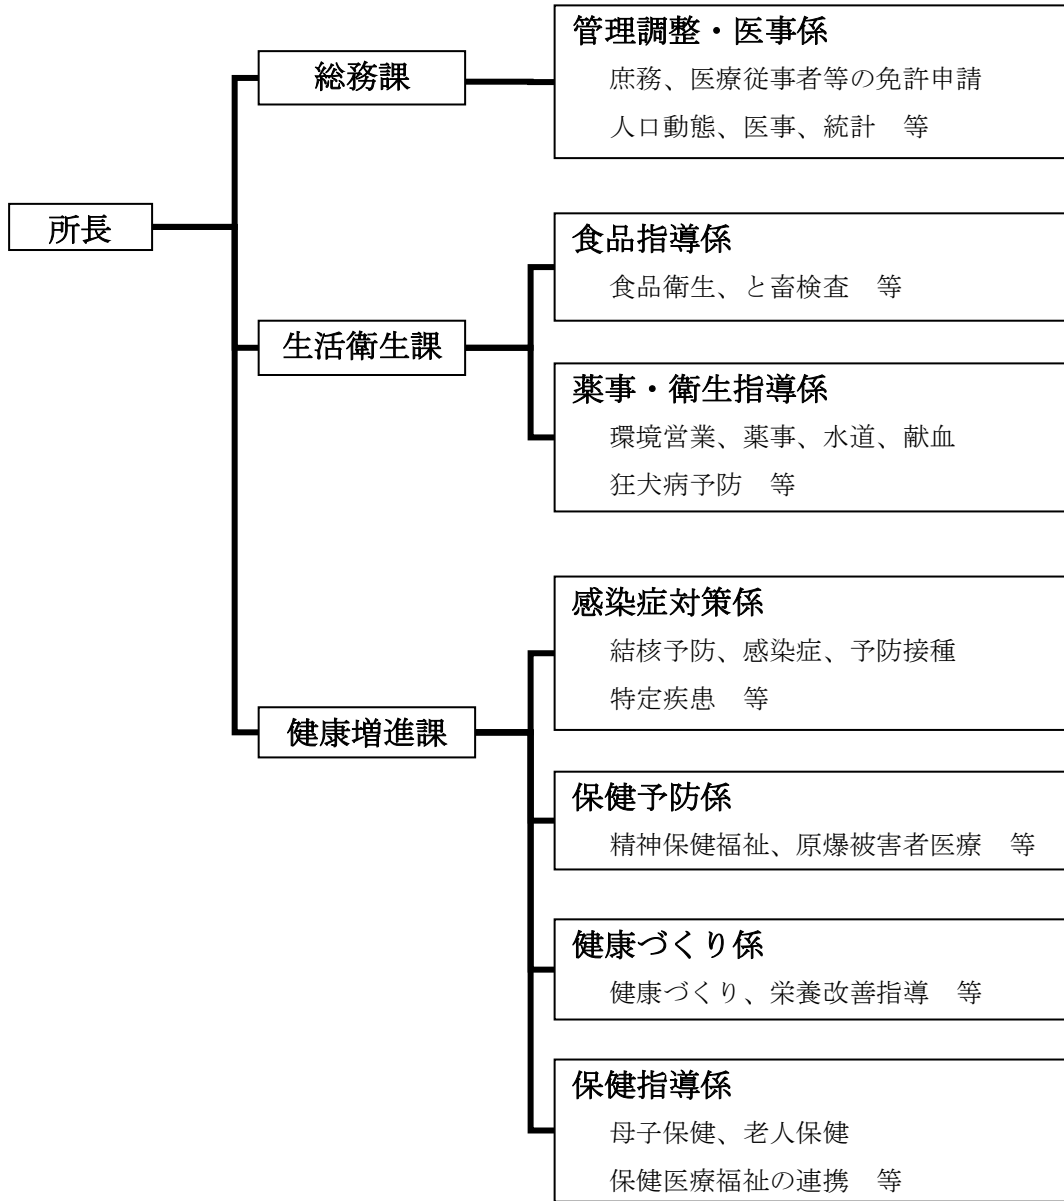 所長
総務課
管理調整・医事係
庶務、医療従事者等の免許申請
人口動態、医事、統計　等
生活衛生課
食品指導係
食品衛生、と畜検査　等
薬事・衛生指導係
環境営業、薬事、水道、献血
狂犬病予防　等
健康増進課
感染症対策係
結核予防、感染症、予防接種
特定疾患　等
保健予防係
精神保健福祉、原爆被害者医療　等
健康づくり係
健康づくり、栄養改善指導　等
保健指導係
母子保健、老人保健
保健医療福祉の連携　等